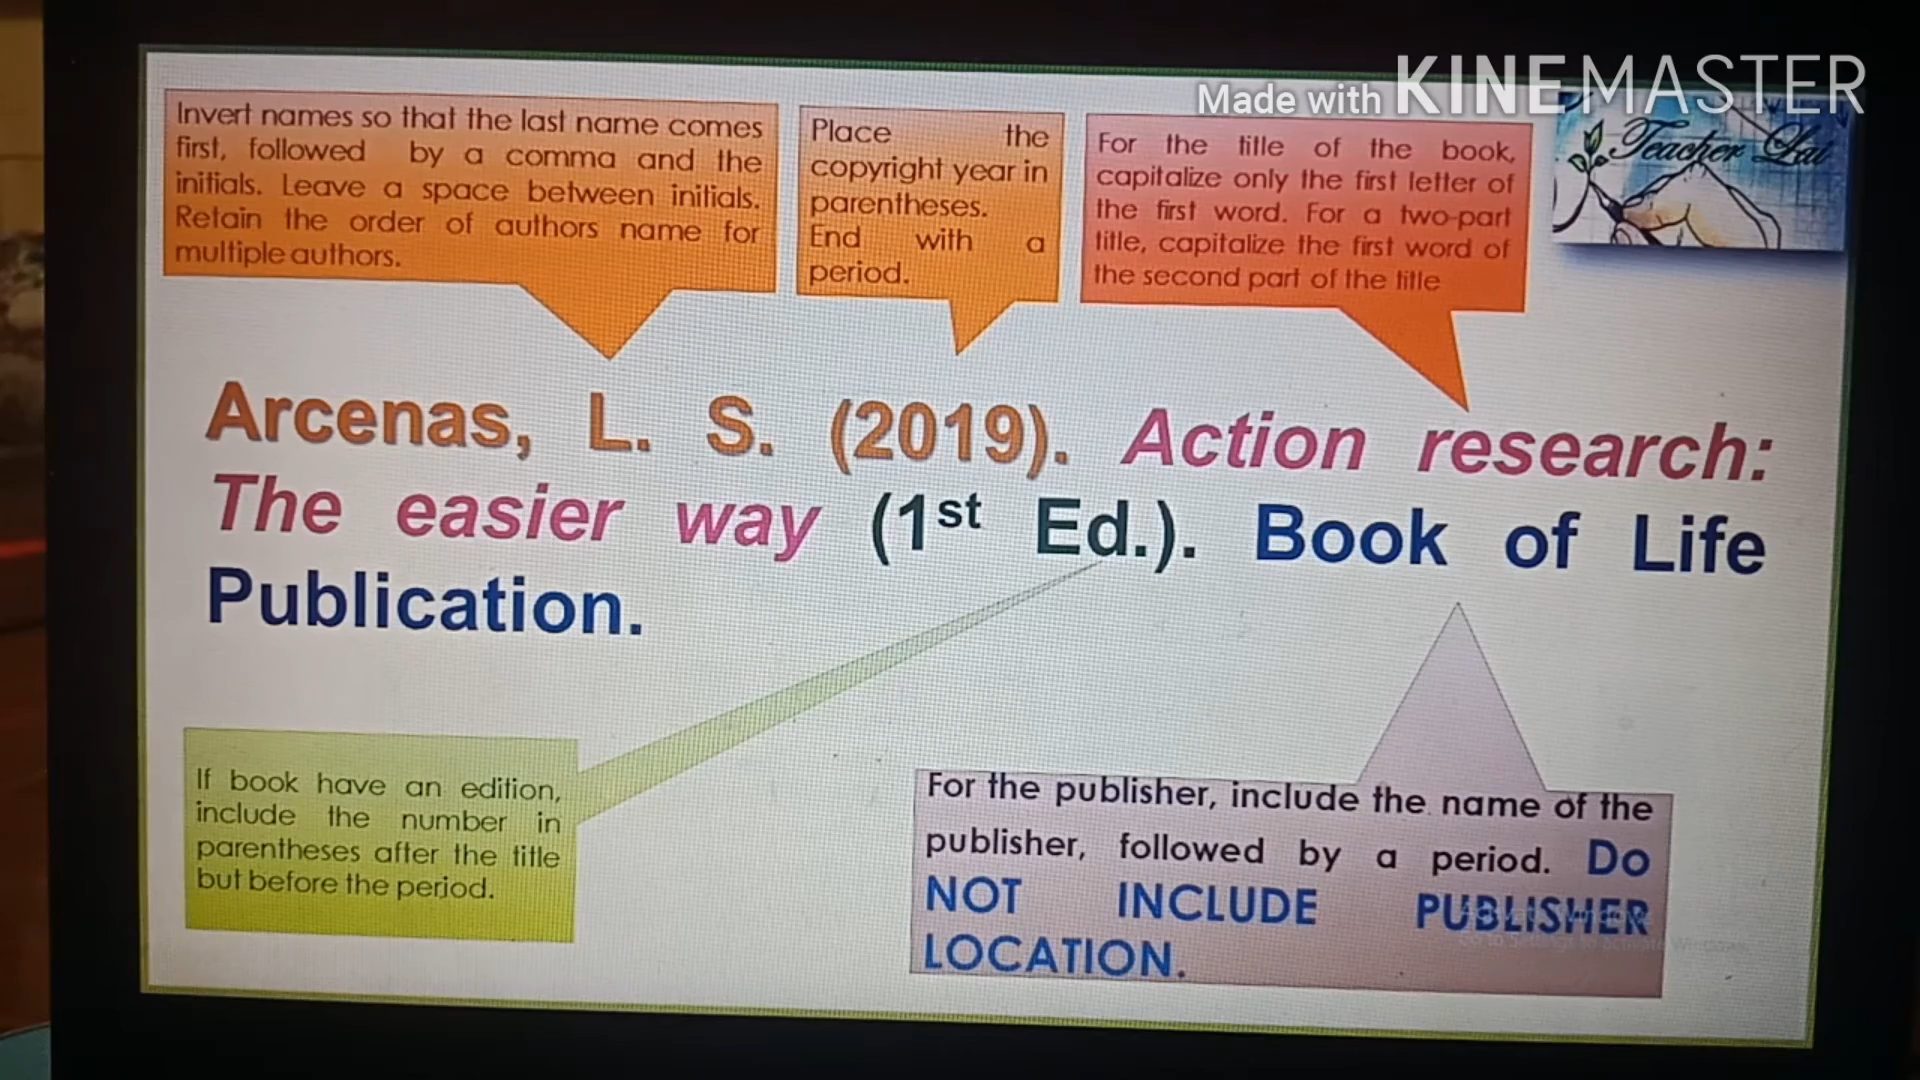 Made with KINEMASTER
Teacher Lai
Invert names so that the last name comes
first, followed by a comma and the
initials. Leave a space between initials.
Retain the order of authors name for
multiple authors.
Place the
copyright year in
parentheses.
End with a
period.
For the title of the book,
capitalize only the first letter of
the first word. For a two-part
title, capitalize the first word of
the second part of the title
Arcenas, L. S. (2019). Action research:
The easier way (1st Ed.). Book of Life
Publication.
If book have an edition,
include the number in
parentheses after the title
but before the period.
For the publisher, include the name of the
publisher, followed by a period. Do
NOT INCLUDE PUBLISHER
LOCATION.